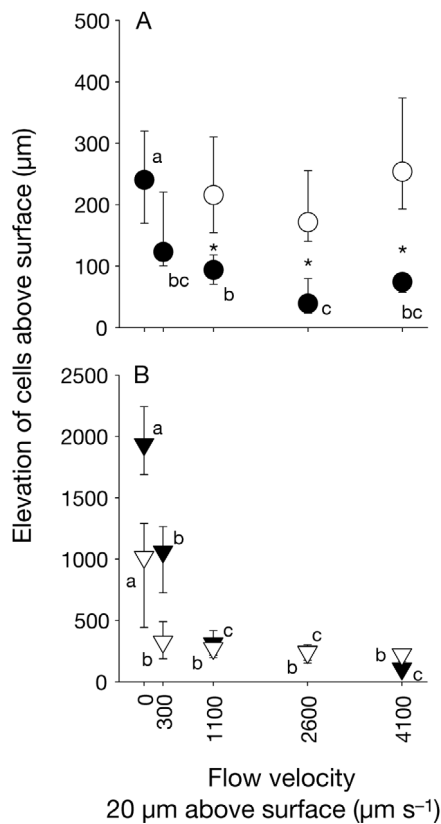 A
500
400
300
200
100
0
a
bc
*
b
*
c
*
bc
Elevation of cells above surface (µm)
B
2500
2000
1500
1000
500
0
a
a
b
b
c
b
c
b
b
c
0
300
1100
2600
4100
Flow velocity
20 µm above surface (µm s⁻¹)